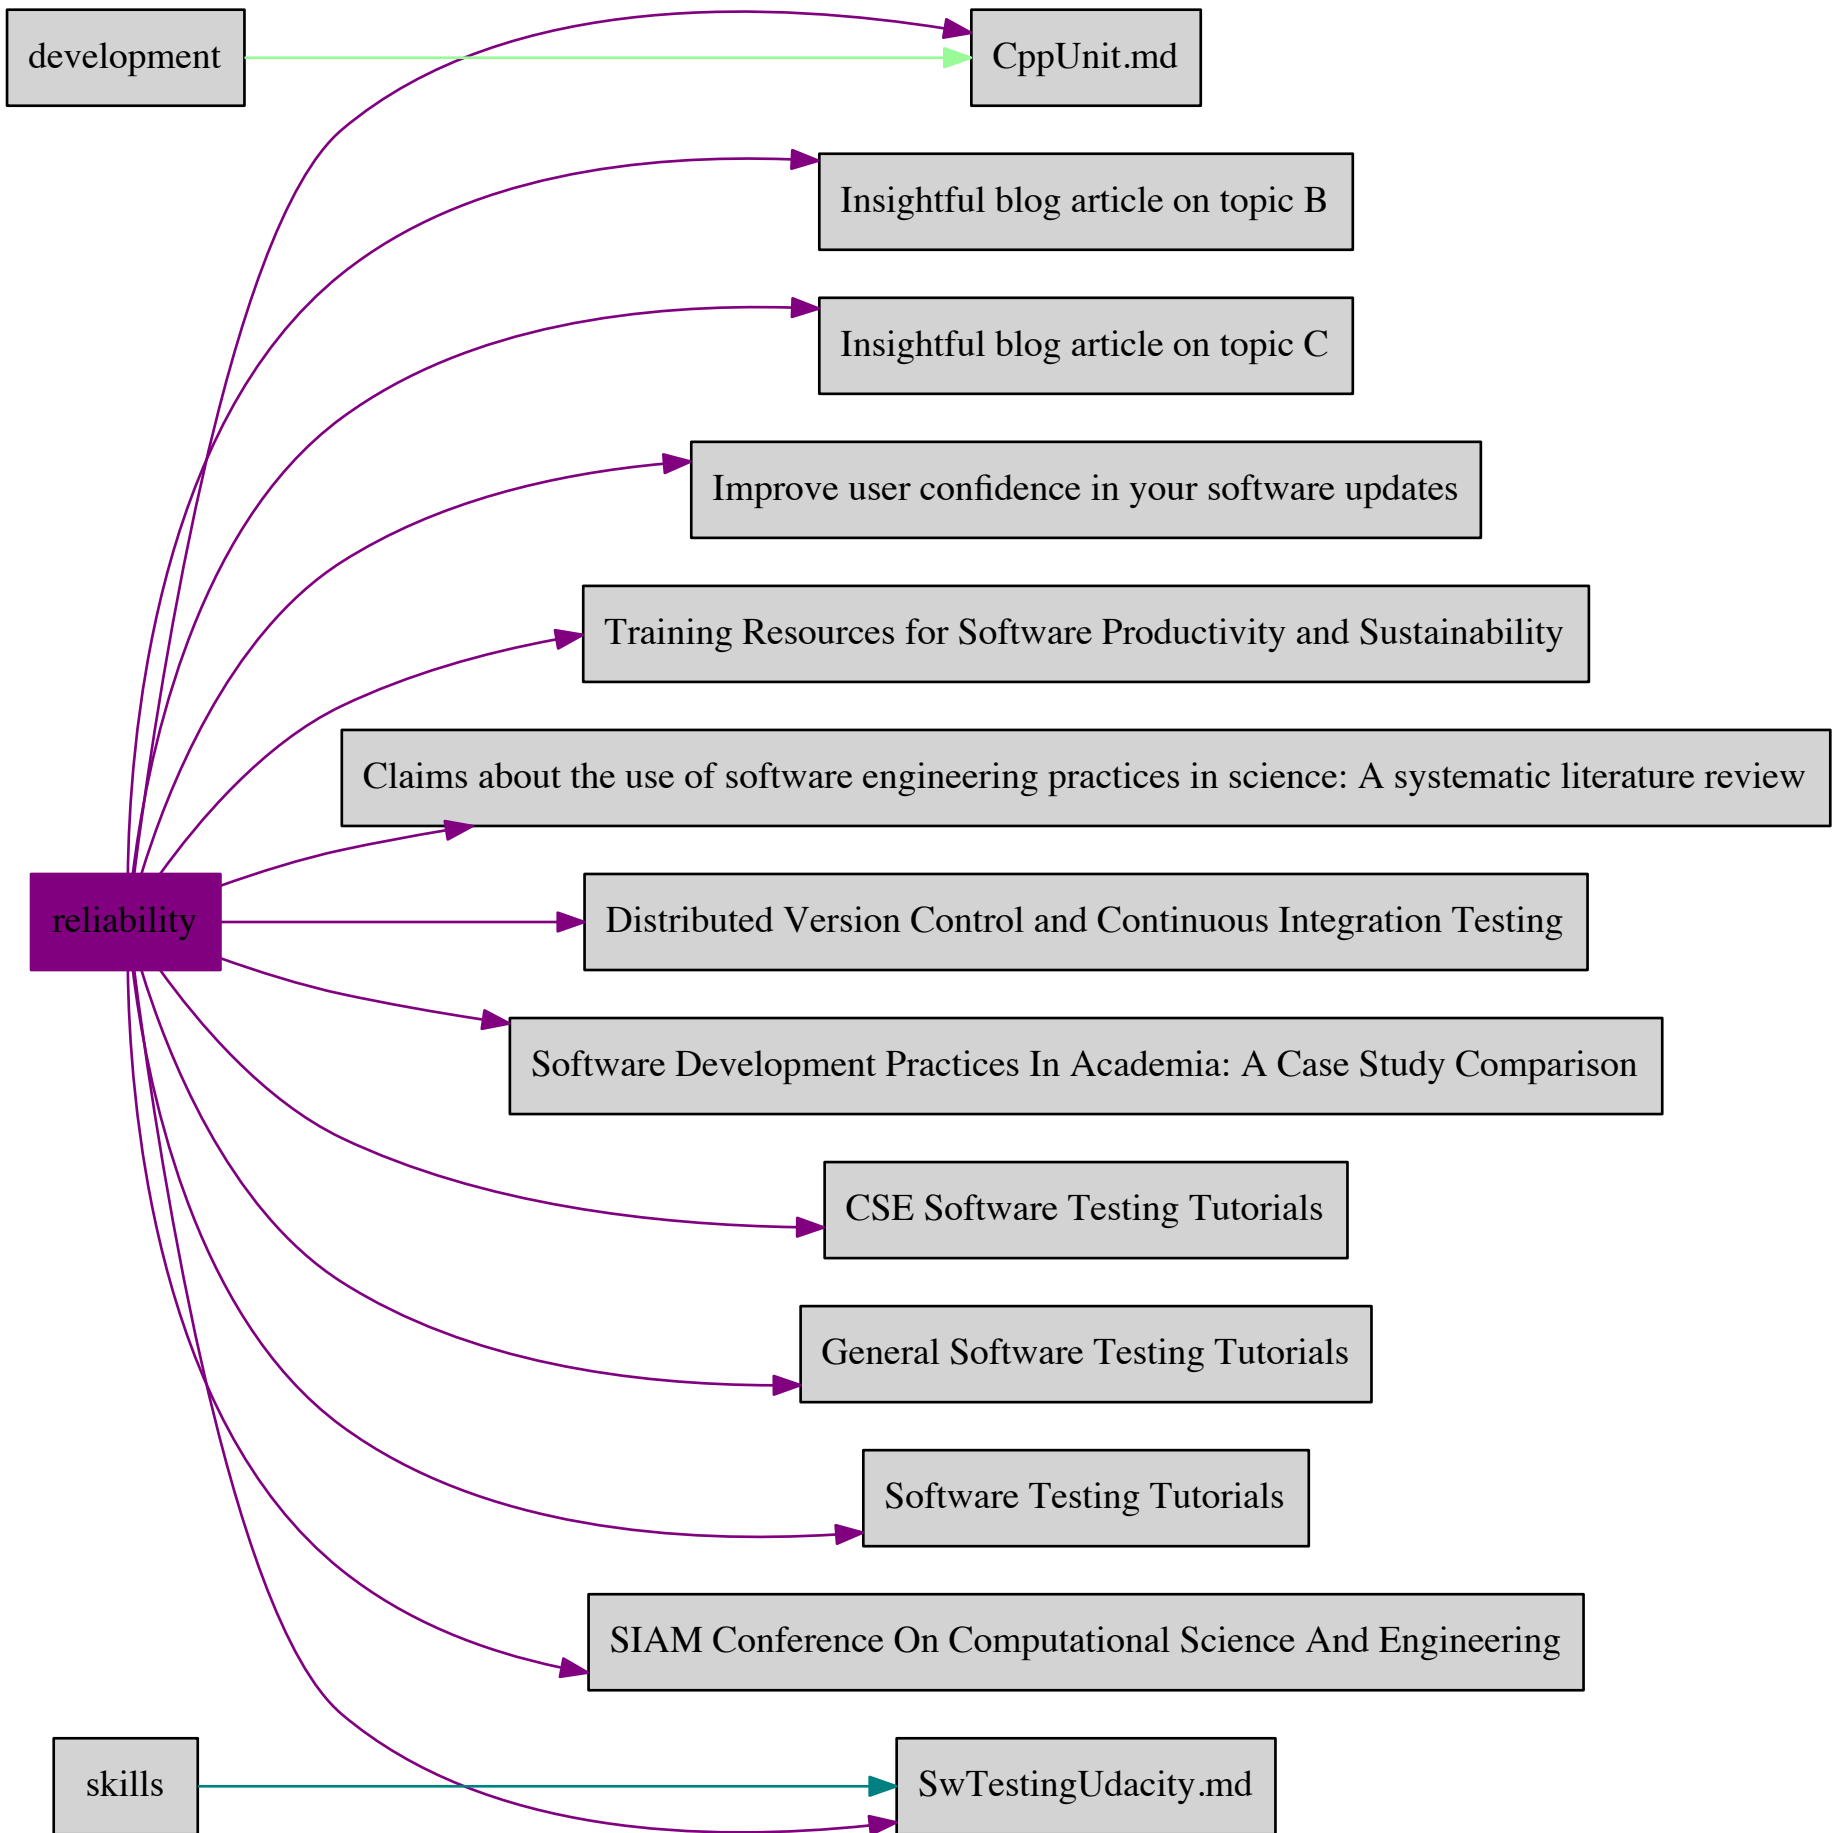 development
CppUnit.md
Insightful blog article on topic B
Insightful blog article on topic C
Improve user confidence in your software updates
Training Resources for Software Productivity and Sustainability
Claims about the use of software engineering practices in science: A systematic literature review
reliability
Distributed Version Control and Continuous Integration Testing
Software Development Practices In Academia: A Case Study Comparison
CSE Software Testing Tutorials
General Software Testing Tutorials
Software Testing Tutorials
SIAM Conference On Computational Science And Engineering
skills
SwTestingUdacity.md